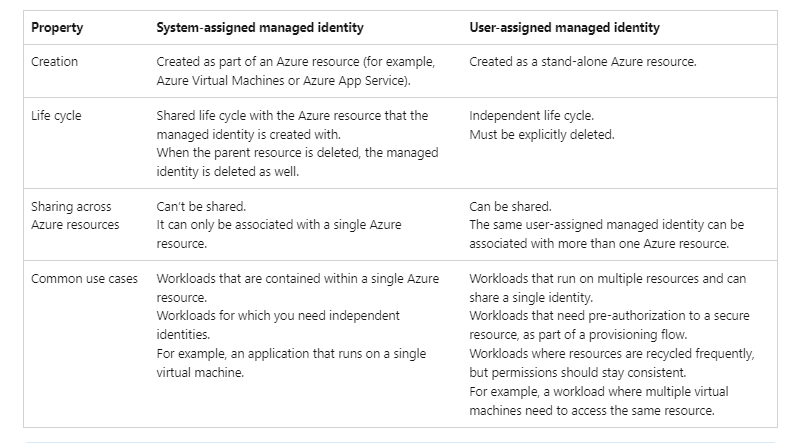 Property
System-assigned managed identity
User-assigned managed identity
Creation
Created as part of an Azure resource (for example,
Azure Virtual Machines or Azure App Service).
Created as a stand-alone Azure resource.
Life cycle
Shared life cycle with the Azure resource that the
managed identity is created with.
When the parent resource is deleted, the managed
identity is deleted as well.
Independent life cycle.
Must be explicitly deleted.
Sharing across
Azure resources
Can't be shared.
It can only be associated with a single Azure
resource.
Can be shared.
The same user-assigned managed identity can be
associated with more than one Azure resource.
Common use cases
Workloads that are contained within a single Azure
resource.
Workloads for which you need independent
identities.
For example, an application that runs on a single
virtual machine.
Workloads that run on multiple resources and can
share a single identity.
Workloads that need pre-authorization to a secure
resource, as part of a provisioning flow.
Workloads where resources are recycled frequently,
but permissions should stay consistent.
For example, a workload where multiple virtual
machines need to access the same resource.